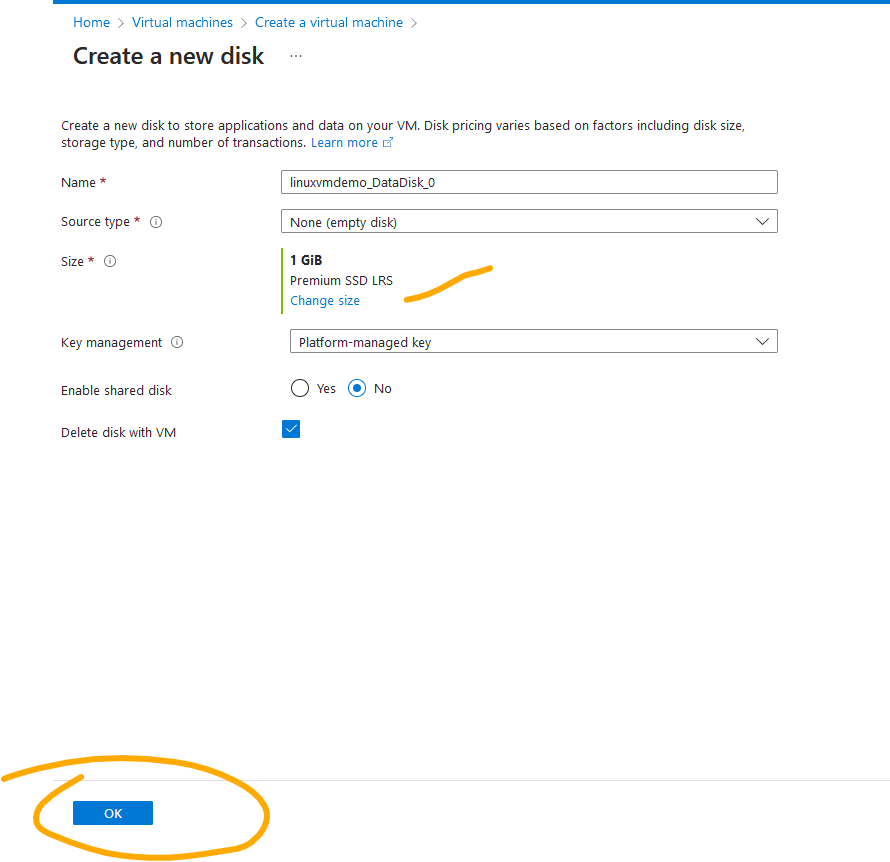 Home > Virtual machines > Create a virtual machine >
Create a new disk ...
Create a new disk to store applications and data on your VM. Disk pricing varies based on factors including disk size,
storage type, and number of transactions. Learn more
Name * linuxvmdemo_DataDisk_0
Source type * None (empty disk)
Size * 1 GiB
Premium SSD LRS
Change size
Key management Platform-managed key
Enable shared disk Yes No
Delete disk with VM
OK